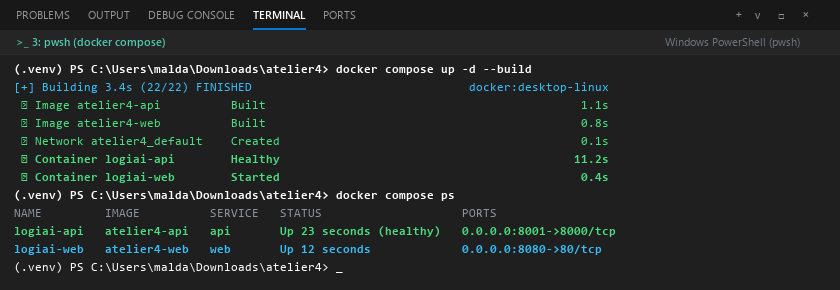 PROBLEMS OUTPUT DEBUG CONSOLE TERMINAL PORTS
>_ 3: pwsh (docker compose) Windows PowerShell (pwsh)
(.venv) PS C:\Users\malda\Downloads\atelier4> docker compose up -d --build
[+] Building 3.4s (22/22) FINISHED docker:desktop-linux
Image atelier4-api Built 1.1s
Image atelier4-web Built 0.8s
Network atelier4_default Created 0.1s
Container logiai-api Healthy 11.2s
Container logiai-web Started 0.4s
(.venv) PS C:\Users\malda\Downloads\atelier4> docker compose ps
NAME IMAGE SERVICE STATUS PORTS
logiai-api atelier4-api api Up 23 seconds (healthy) 0.0.0.0:8001->8000/tcp
logiai-web atelier4-web web Up 12 seconds 0.0.0.0:8080->80/tcp
(.venv) PS C:\Users\malda\Downloads\atelier4> _